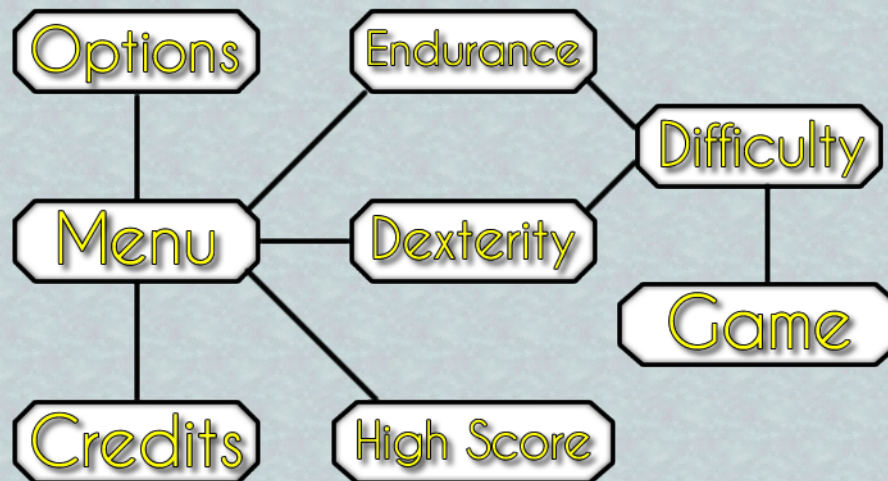 Options
Endurance
Difficulty
Menu
Dexterity
Game
Credits
High Score